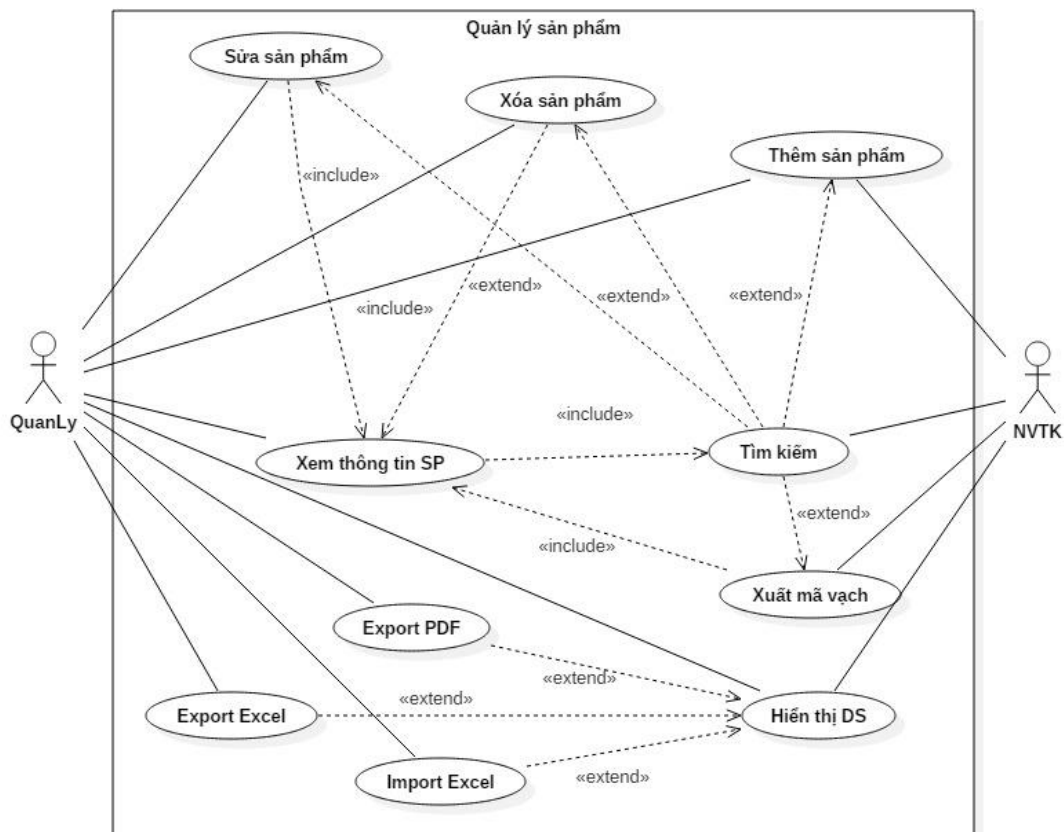 Quản lý sản phẩm
Sửa sản phẩm
Xóa sản phẩm
Thêm sản phẩm
«include»
«include»
«extend»
«extend»
«extend»
QuanLy
NVTK
«include»
Xem thông tin SP
Tìm kiếm
«extend»
«include»
Xuất mã vạch
Export PDF
«extend»
«extend»
Export Excel
Hiển thị DS
Import Excel
«extend»